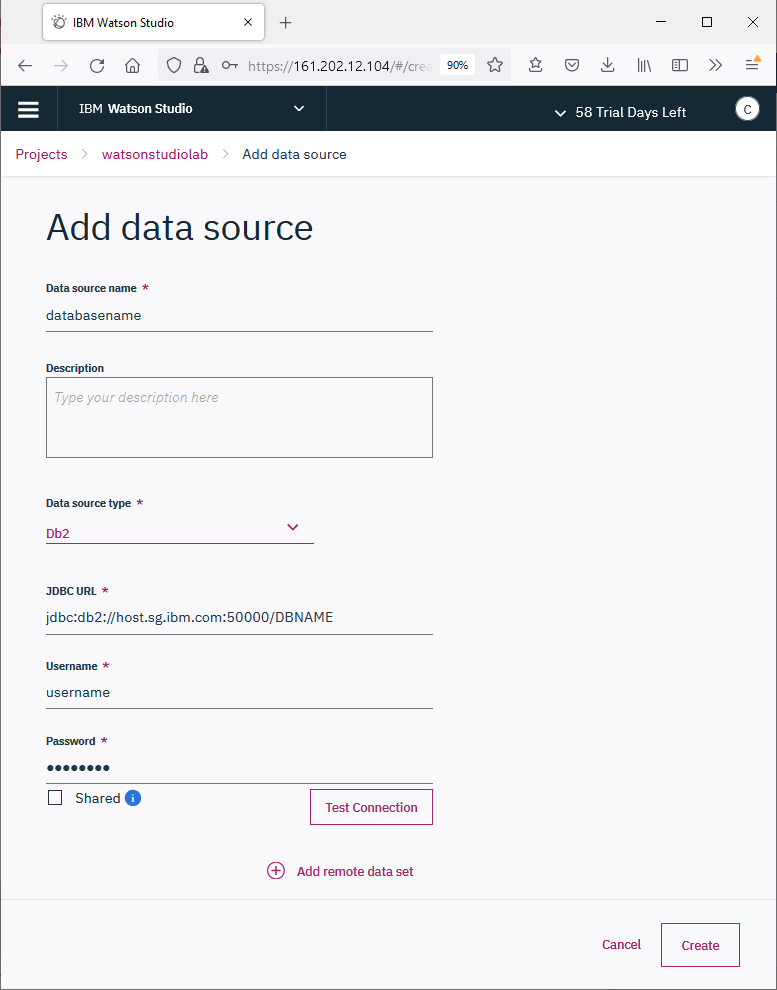 IBM Watson Studio
https://161.202.12.104/#/crea
90%
IBM Watson Studio
58 Trial Days Left
C
Projects > watsonstudiolab > Add data source
Add data source
Data source name *
databasename
Description
Type your description here
Data source type *
Db2
JDBC URL *
jdbc:db2://host.sg.ibm.com:50000/DBNAME
Username *
username
Password *
••••••••
Shared i
Test Connection
Add remote data set
Cancel
Create